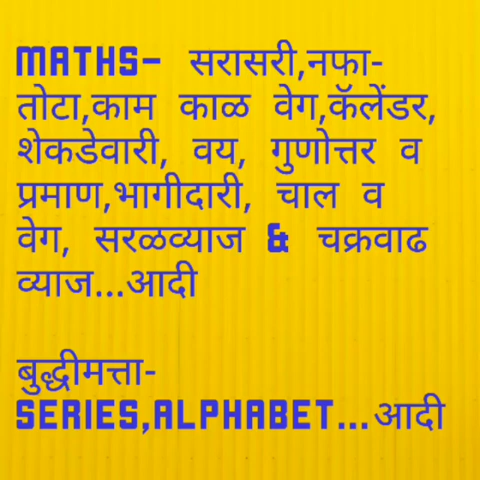 MATHS- सरासरी,नफा-
तोटा,काम काळ वेग,कॅलेंडर,
शेकडेवारी, वय, गुणोत्तर व
प्रमाण,भागीदारी, चाल व
वेग, सरळव्याज & चक्रवाढ
व्याज...आदी
बुद्धीमत्ता-
SERIES,ALPHABET...आदी